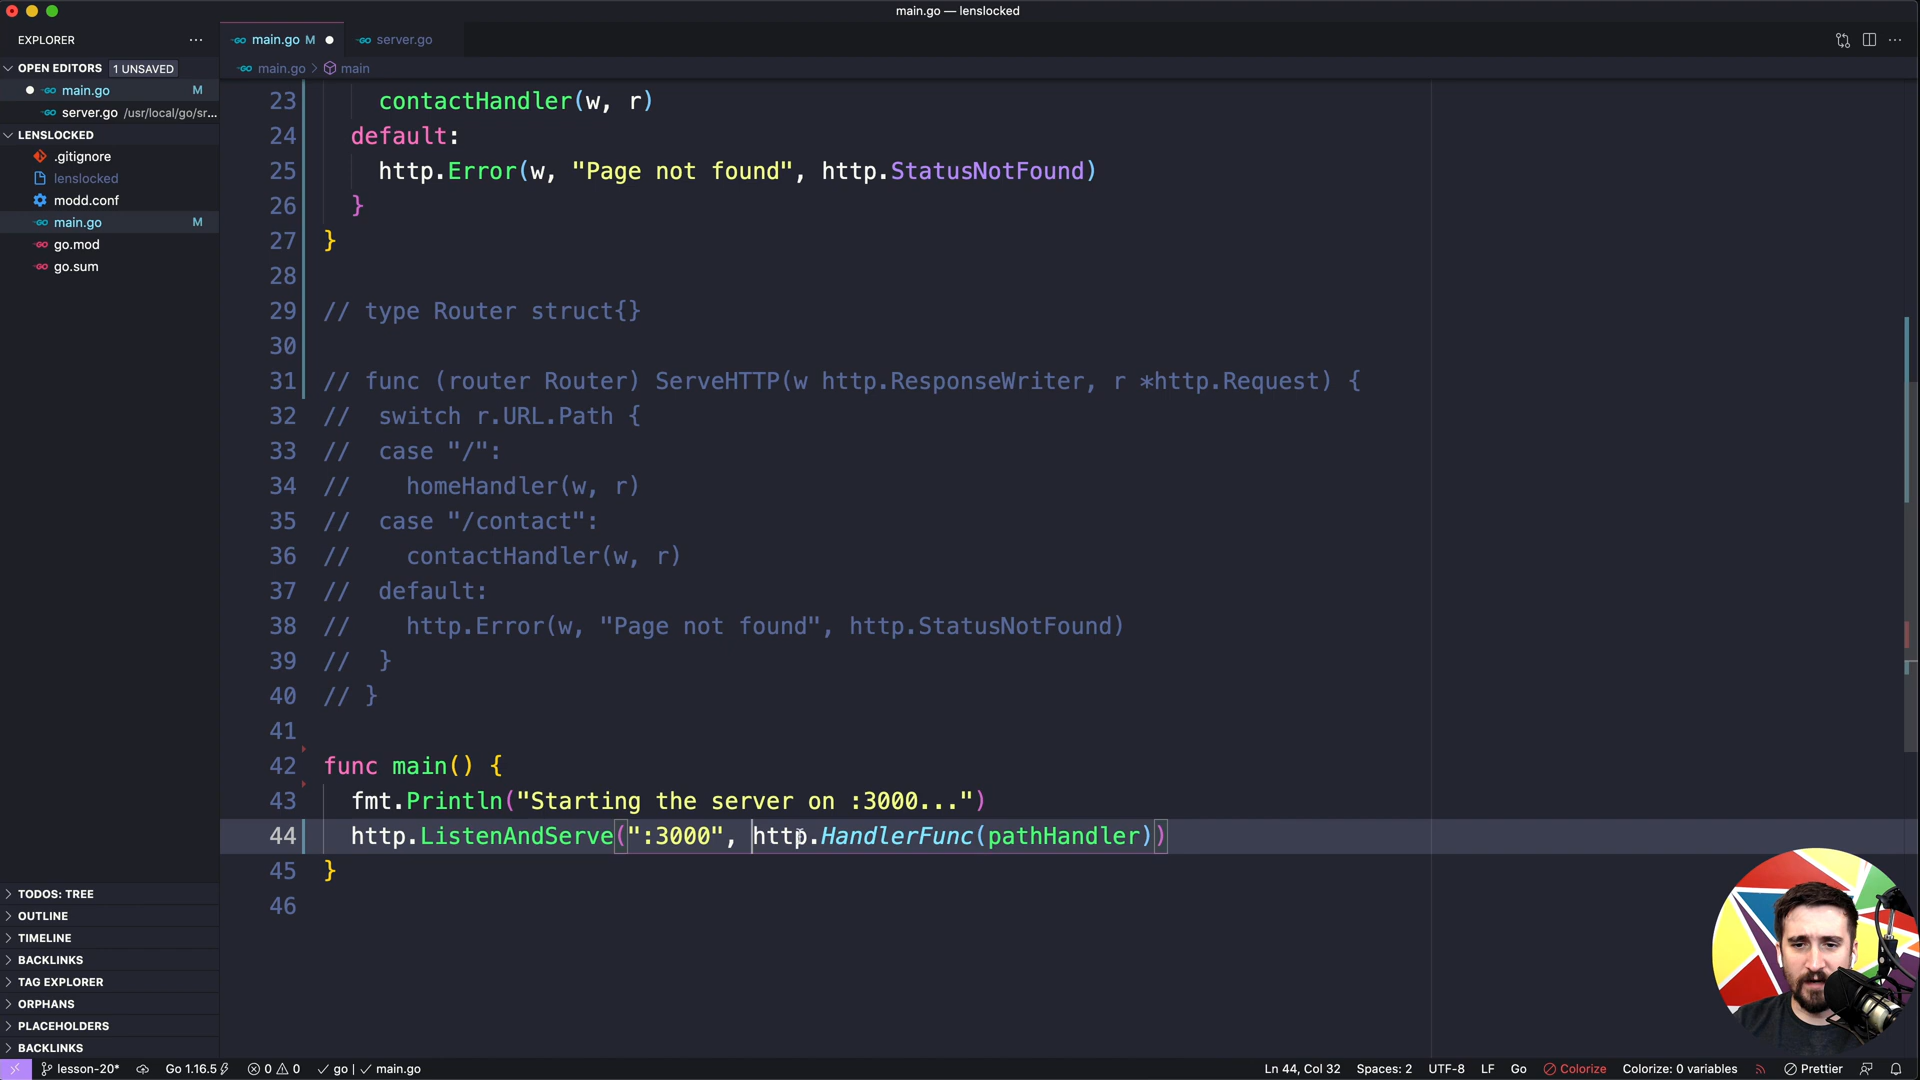 main.go — lenslocked
EXPLORER
main.go M
server.go
OPEN EDITORS 1 UNSAVED
main.go M
server.go /usr/local/go/sr...
LENSLOCKED
.gitignore
lenslocked
modd.conf
main.go M
go.mod
go.sum
TODOS: TREE
OUTLINE
TIMELINE
BACKLINKS
TAG EXPLORER
ORPHANS
PLACEHOLDERS
BACKLINKS
main.go > main
23 contactHandler(w, r)
24 default:
25 http.Error(w, "Page not found", http.StatusNotFound)
26 }
27 }
28
29 // type Router struct{}
30
31 // func (router Router) ServeHTTP(w http.ResponseWriter, r *http.Request) {
32 // switch r.URL.Path {
33 // case "/":
34 // homeHandler(w, r)
35 // case "/contact":
36 // contactHandler(w, r)
37 // default:
38 // http.Error(w, "Page not found", http.StatusNotFound)
39 // }
40 // }
41
42 func main() {
43 fmt.Println("Starting the server on :3000...")
44 http.ListenAndServe(":3000", http.HandlerFunc(pathHandler))
45 }
46
lesson-20* Go 1.16.5 0 0 go | main.go Ln 44, Col 32 Spaces: 2 UTF-8 LF Go Colorize Colorize: 0 variables Prettier